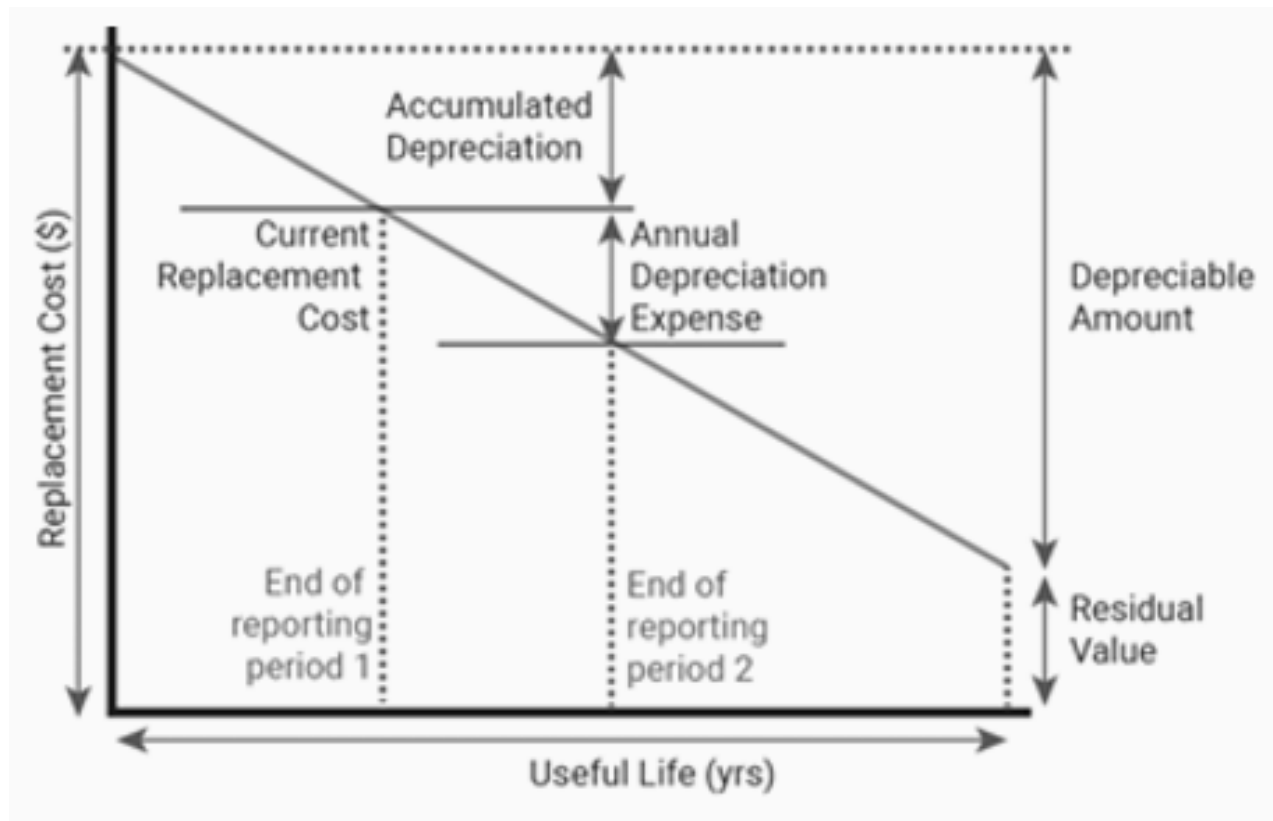 Replacement Cost ($)
Accumulated
Depreciation
Current
Replacement
Cost
Annual
Depreciation
Expense
Depreciable
Amount
End of
reporting
period 1
End of
reporting
period 2
Residual
Value
Useful Life (yrs)